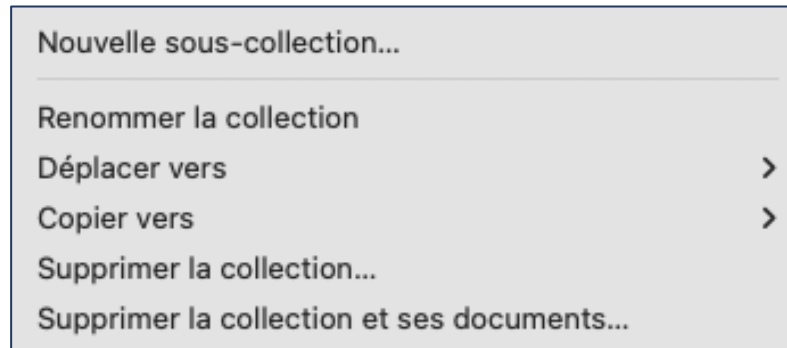 Nouvelle sous-collection...
Renommer la collection
Déplacer vers
Copier vers
Supprimer la collection...
Supprimer la collection et ses documents...